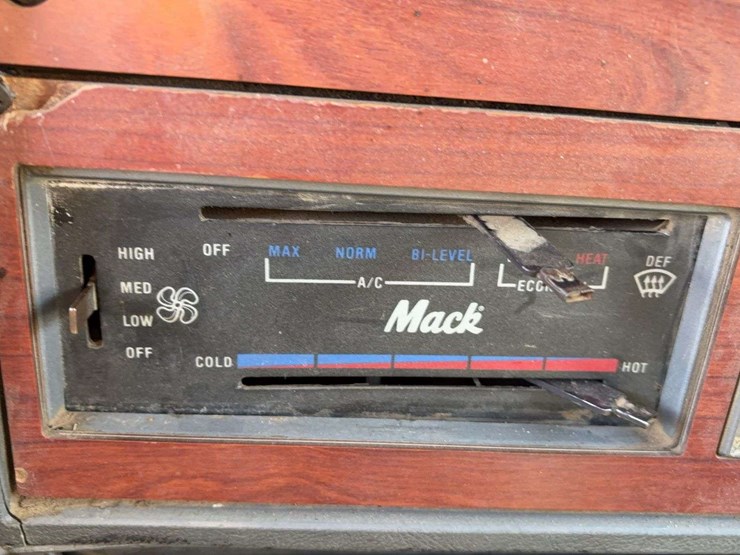 HIGH
MED
LOW
OFF
OFF MAX NORM BI-LEVEL HEAT DEF
A/C
Mack®
COLD HOT